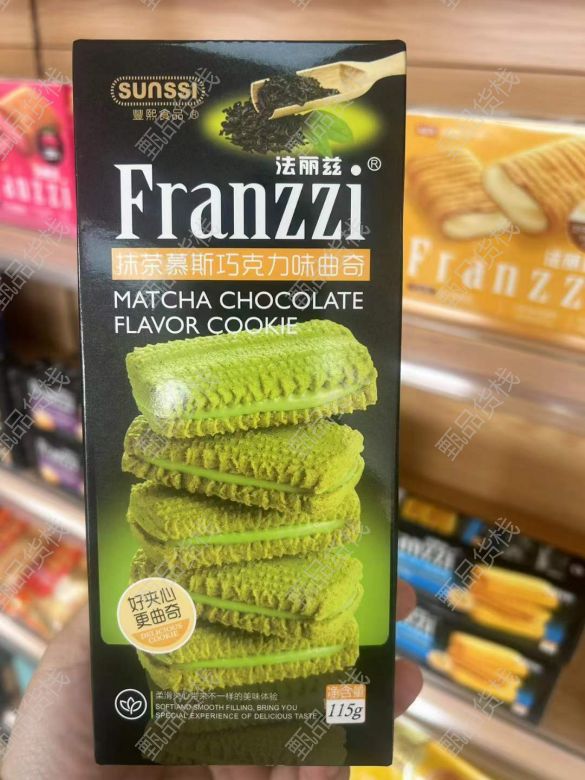 SUNSSI
豐熙食品
法丽兹®
Franzzi
抹茶慕斯巧克力味曲奇
MATCHA CHOCOLATE
FLAVOR COOKIE
好夹心
更曲奇
DELICIOUS
COOKIE
柔滑夹心带来不一样的美味体验
SOFT AND SMOOTH FILLING, BRING YOU
SPECIAL EXPERIENCE OF DELICIOUS TASTE
净含量
115g
法丽兹
Franzz
anzzi
甄品货栈